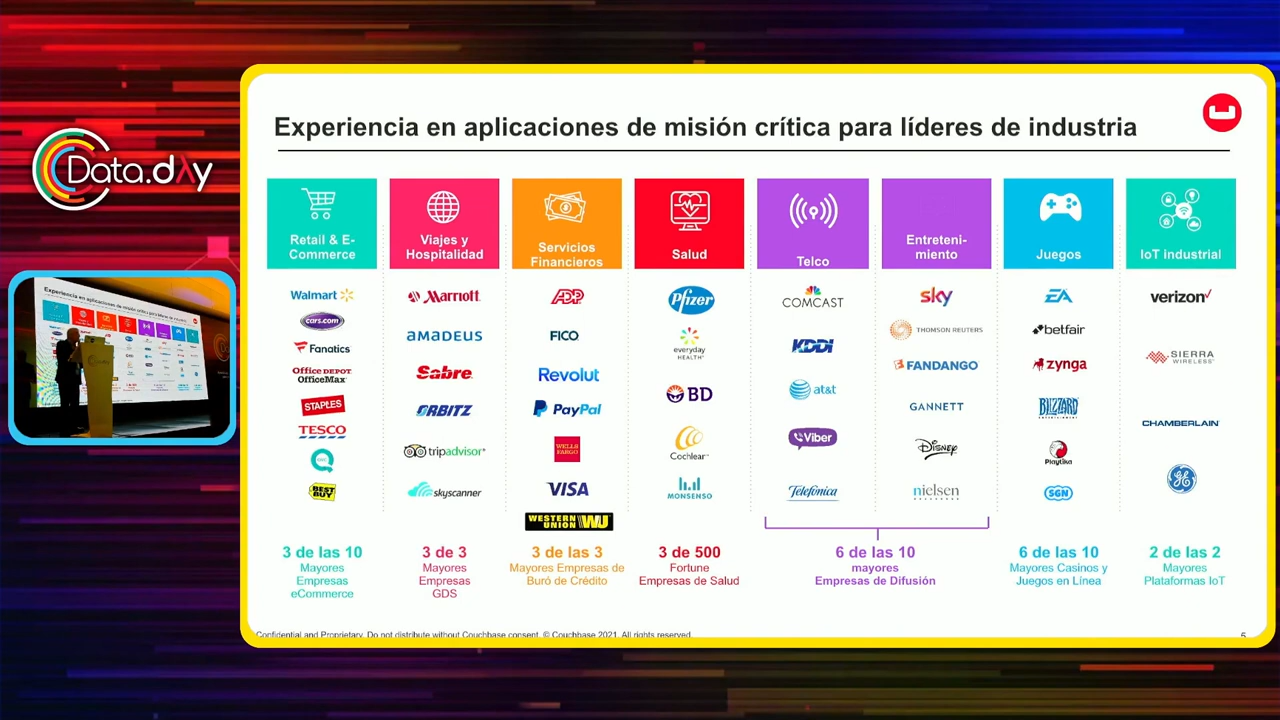 Data.dAy
Experiencia en aplicaciones de misión crítica para líderes de industria
Retail & E-
Commerce
Walmart
cars.com
Fanatics
Office DEPOT
OfficeMax
STAPLES
TESCO
BEST
BUY
3 de las 10
Mayores
Empresas
eCommerce
Viajes y
Hospitalidad
Marriott
AMADEUS
Sabre
ORBITZ
tripadvisor
skyscanner
3 de 3
Mayores
Empresas
GDS
Servicios
Financieros
ADP
FICO
Revolut
PayPal
WELLS
FARGO
VISA
WESTERN
UNION WU
3 de las 3
Mayores Empresas de
Buró de Crédito
Salud
Pfizer
everyday
HEALTH
BD
Cochlear
MONSENSO
3 de 500
Fortune
Empresas de Salud
Telco
COMCAST
KDDI
at&t
Viber
Telefónica
Entreteni-
miento
sky
THOMSON REUTERS
FANDANGO
GANNETT
Disney
nielsen
6 de las 10
mayores
Empresas de Difusión
Juegos
EA
betfair
zynga
BLIZZARD
ENTERTAINMENT
Playtika
SGN
6 de las 10
Mayores Casinos y
Juegos en Línea
IoT Industrial
verizon
SIERRA
WIRELESS
CHAMBERLAIN
GE
2 de las 2
Mayores
Plataformas IoT
Confidential and Proprietary. Do not distribute without Couchbase consent. © Couchbase 2021. All rights reserved.